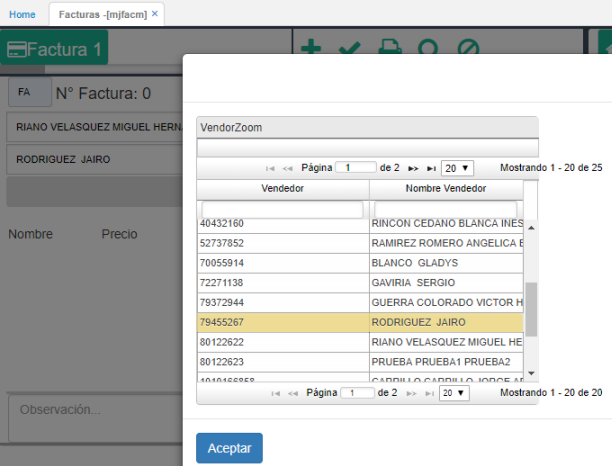 Home Facturas -[mjfacm] ×
Factura 1
FA N° Factura: 0
RIANO VELASQUEZ MIGUEL HERN
RODRIGUEZ JAIRO
Nombre Precio
Observación...
VendorZoom
Página 1 de 2 20 Mostrando 1 - 20 de 25
Vendedor Nombre Vendedor
40432160 RINCON CEDANO BLANCA INES
52737852 RAMIREZ ROMERO ANGELICA
70055914 BLANCO GLADYS
72271138 GAVIRIA SERGIO
79372944 GUERRA COLORADO VICTOR H
79455267 RODRIGUEZ JAIRO
80122622 RIANO VELASQUEZ MIGUEL HE
80122623 PRUEBA PRUEBA1 PRUEBA2
CARRILLO CARRILLO JORGE
Página 1 de 2 20 Mostrando 1 - 20 de 20
Aceptar